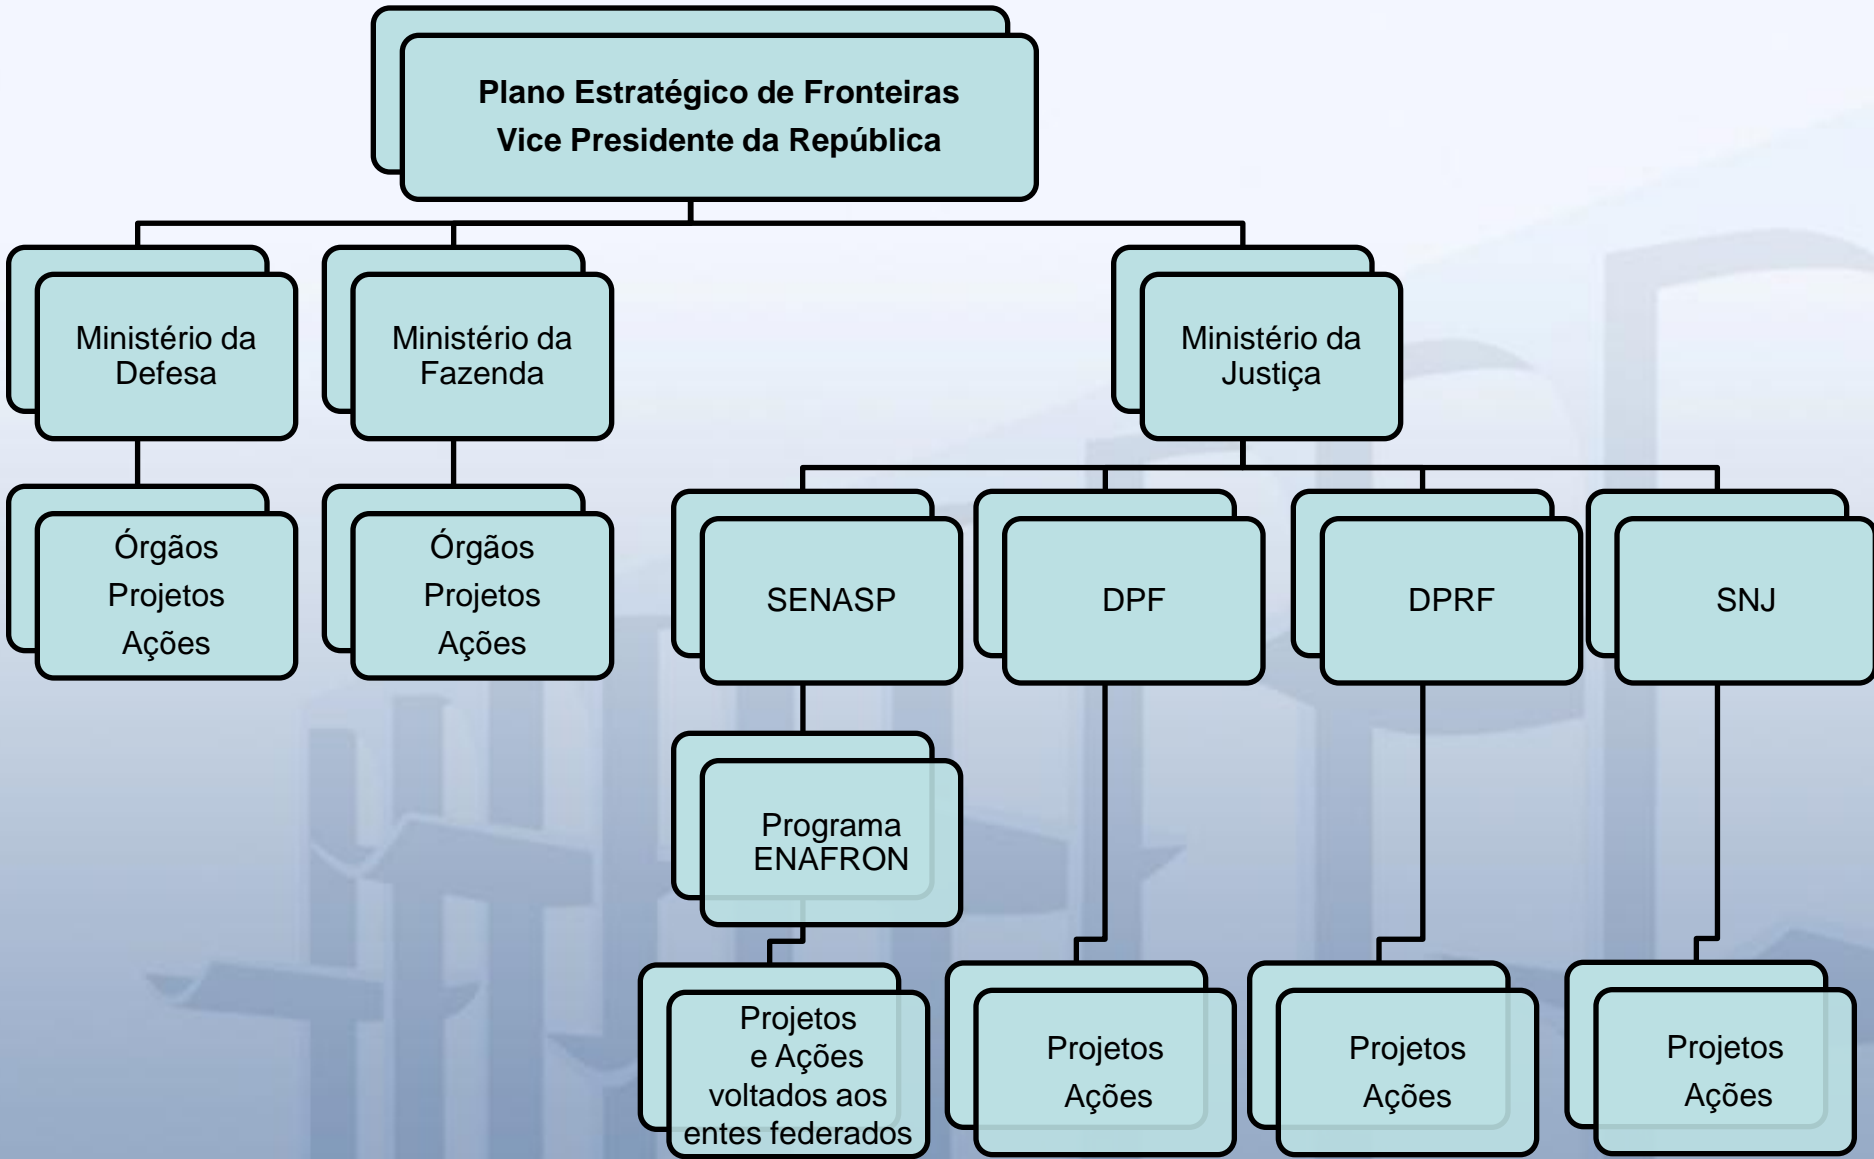 Plano Estratégico de Fronteiras
Vice Presidente da República
Ministério da
Defesa
Ministério da
Fazenda
Ministério da
Justiça
Órgãos
Projetos
Ações
Órgãos
Projetos
Ações
SENASP
DPF
DPRF
SNJ
Programa
ENAFRON
Projetos
e Ações
voltados aos
entes federados
Projetos
Ações
Projetos
Ações
Projetos
Ações